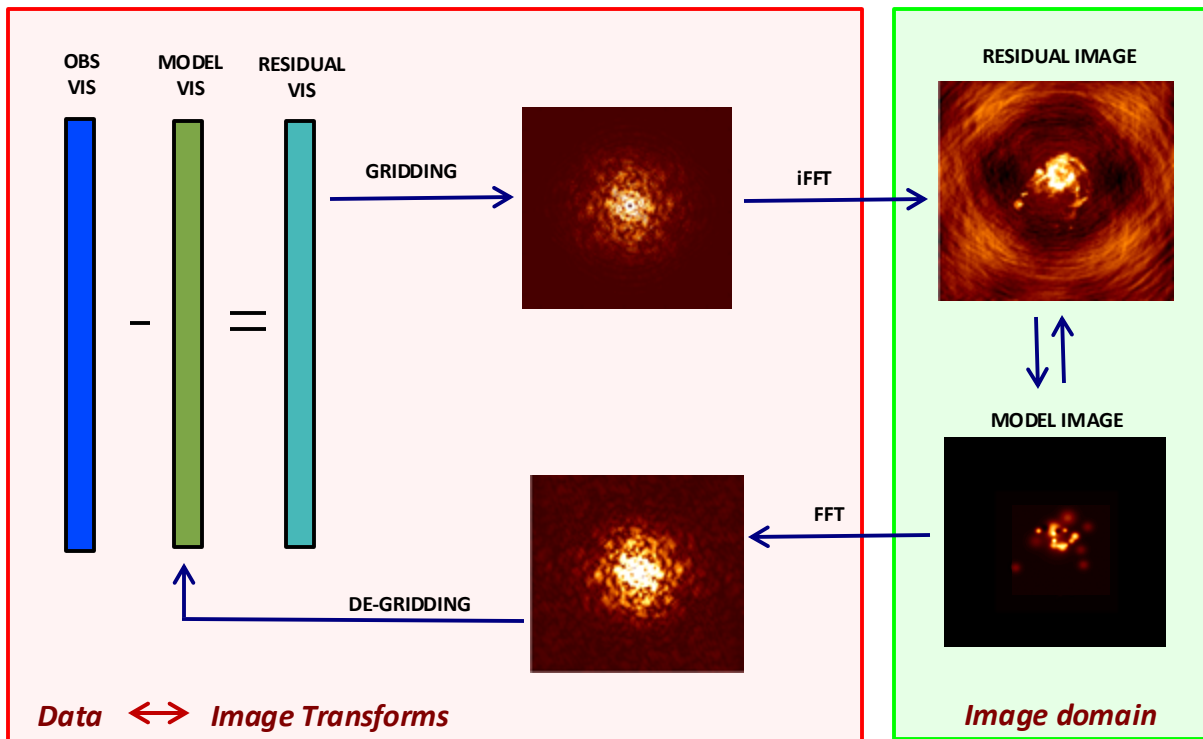 OBS
VIS
MODEL
VIS
RESIDUAL
VIS
GRIDDING
iFFT
RESIDUAL IMAGE
MODEL IMAGE
FFT
DE-GRIDDING
Data ↔ Image Transforms
Image domain